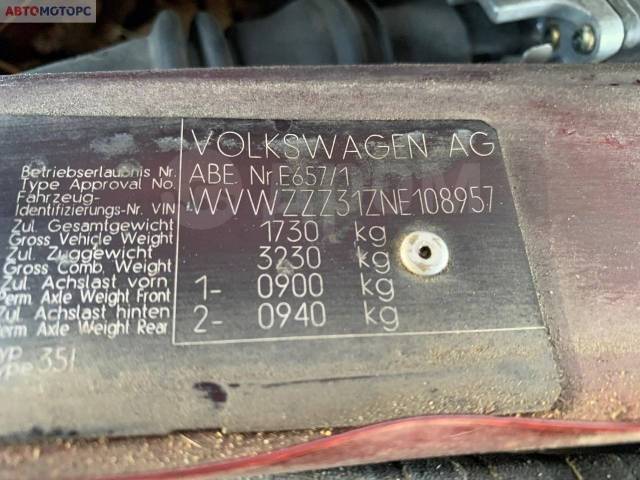 АВТОМОТОРС
VOLKSWAGEN AG
Betriebserlaubnis Nr.
Type Approval No. ABE Nr. E657/1
Fahrzeug-
Identifizierungs-Nr. VIN WVWZZZ31ZNE108957
Zul. Gesamtgewicht
Gross Vehicle Weight 1730 kg
Zul. Zuggewicht
Gross Comb. Weight 3230 kg
Zul. Achslast vorn
Perm Axle Weight Front 1- 0900 kg
Zul. Achslast hinten
Perm. Axle Weight Rear 2- 0940 kg
Typ
Type 35I